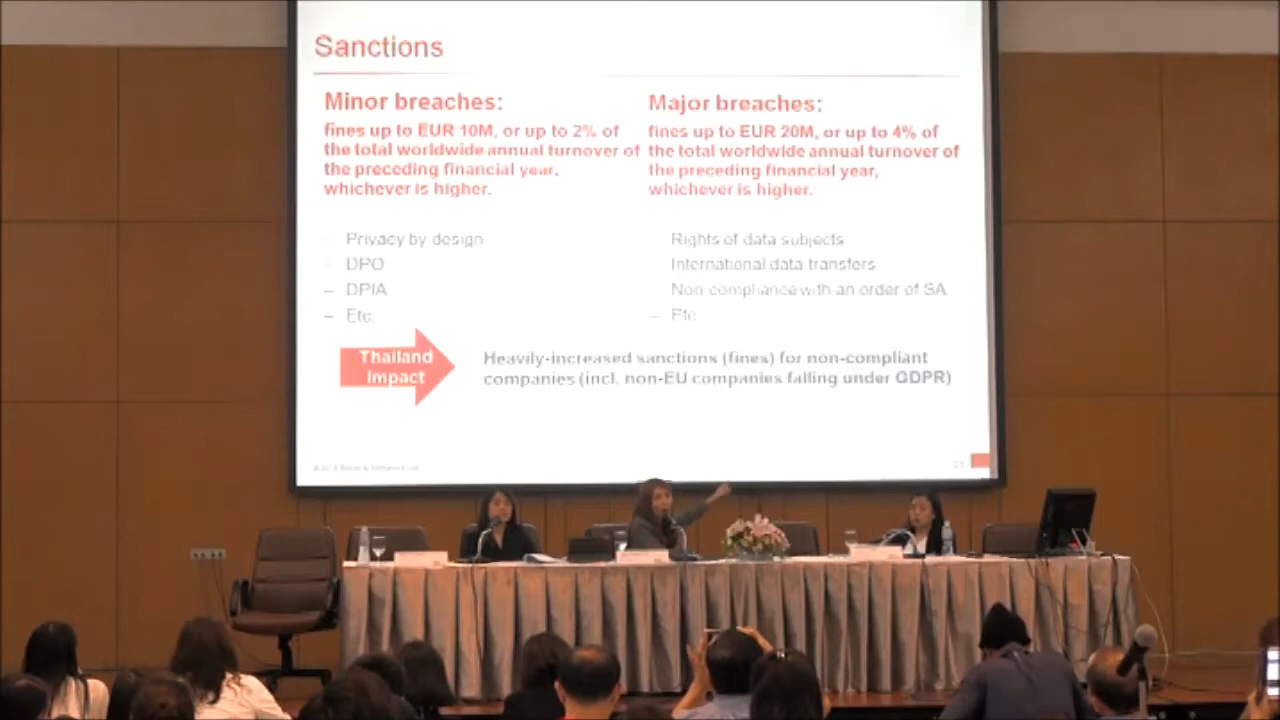 Sanctions
Minor breaches:
fines up to EUR 10M, or up to 2% of
the total worldwide annual turnover of
the preceding financial year,
whichever is higher.
– Privacy by design
– DPO
– DPIA
– Etc.
Major breaches:
fines up to EUR 20M, or up to 4% of
the total worldwide annual turnover of
the preceding financial year,
whichever is higher.
Rights of data subjects
International data transfers
Non compliance with an order of SA
– Etc
Thailand
Impact
Heavily-increased sanctions (fines) for non-compliant
companies (incl. non-EU companies falling under GDPR)